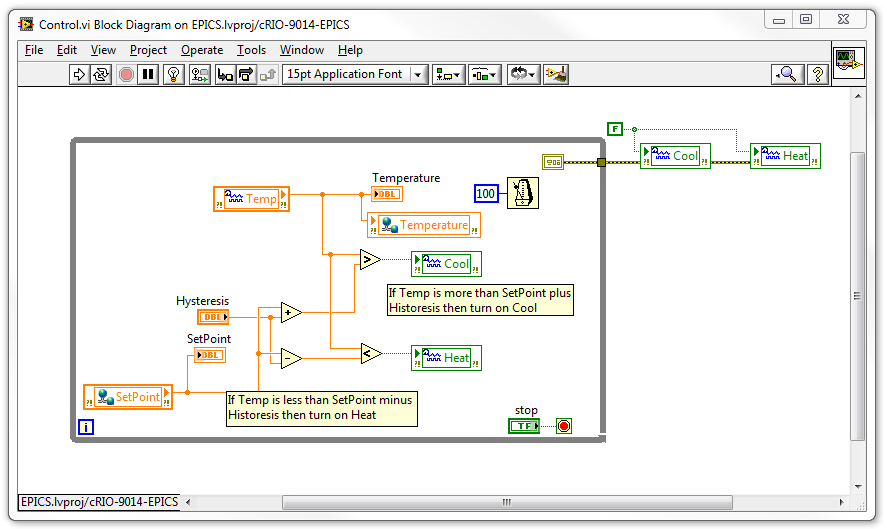 Control.vi Block Diagram on EPICS.lvproj/cRIO-9014-EPICS
File Edit View Project Operate Tools Window Help
15pt Application Font
F
Cool
Heat
Temperature
Temp
DBL
100
Temperature
>
Cool
If Temp is more than SetPoint plus
Historesis then turn on Cool
Hysteresis
DBL
+
SetPoint
DBL
-
<
Heat
SetPoint
If Temp is less than SetPoint minus
Historesis then turn on Heat
stop
TF
i
EPICS.lvproj/cRIO-9014-EPICS